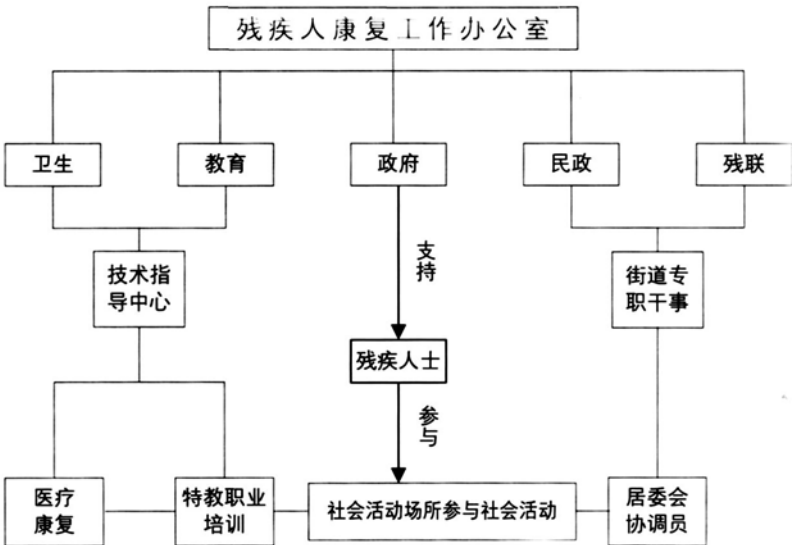 残疾人康复工作办公室
卫生
教育
政府
民政
残联
支持
技术指
导中心
街道专
职干事
残疾人士
参与
医疗
康复
特教职业
培训
社会活动场所参与社会活动
居委会
协调员